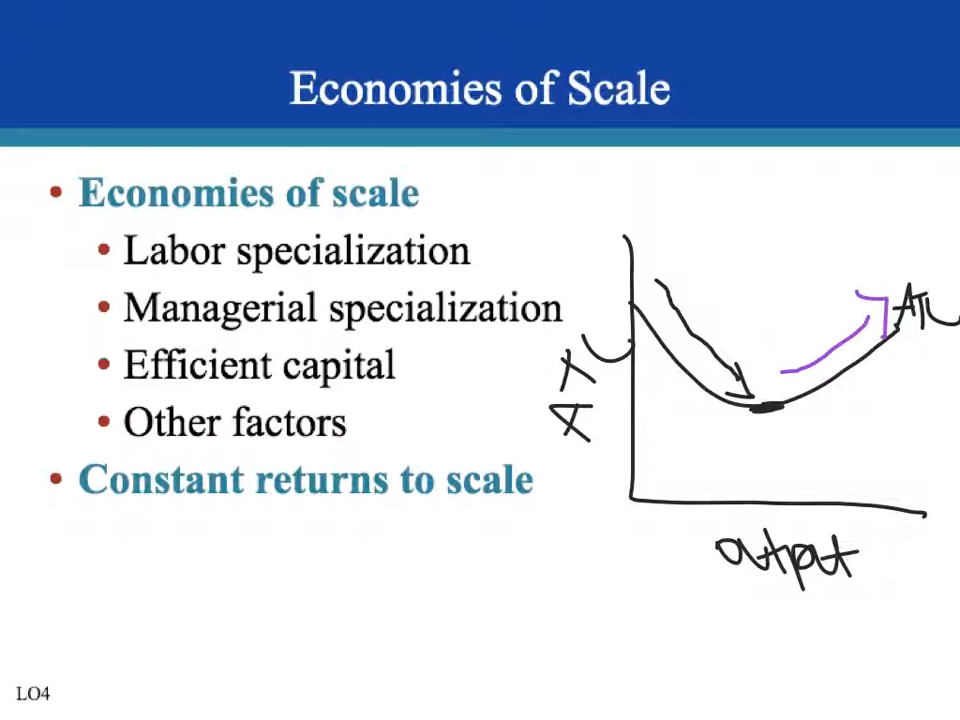 Economies of Scale
• Economies of scale
• Labor specialization
• Managerial specialization
• Efficient capital
• Other factors
• Constant returns to scale
ATC
ATC
output
LO4